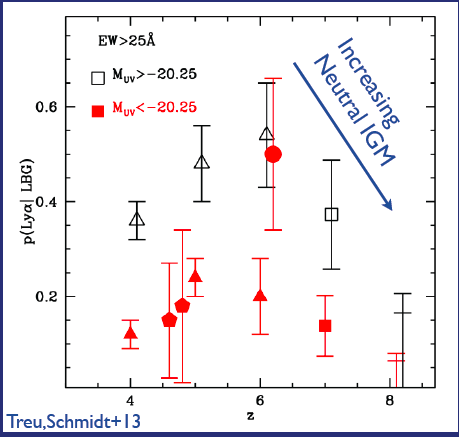 EW>25Å
M_UV>-20.25
M_UV<-20.25
Increasing
Neutral IGM
0.6
0.4
0.2
p(Lyα| LBG)
4
6
8
z
Treu,Schmidt+13